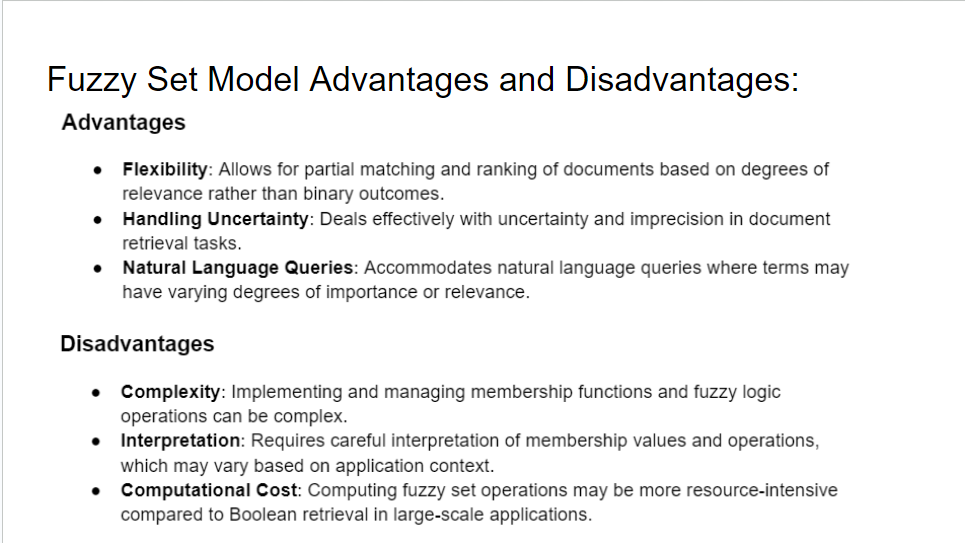 Fuzzy Set Model Advantages and Disadvantages:
Advantages
● Flexibility: Allows for partial matching and ranking of documents based on degrees of
relevance rather than binary outcomes.
● Handling Uncertainty: Deals effectively with uncertainty and imprecision in document
retrieval tasks.
● Natural Language Queries: Accommodates natural language queries where terms may
have varying degrees of importance or relevance.
Disadvantages
● Complexity: Implementing and managing membership functions and fuzzy logic
operations can be complex.
● Interpretation: Requires careful interpretation of membership values and operations,
which may vary based on application context.
● Computational Cost: Computing fuzzy set operations may be more resource-intensive
compared to Boolean retrieval in large-scale applications.